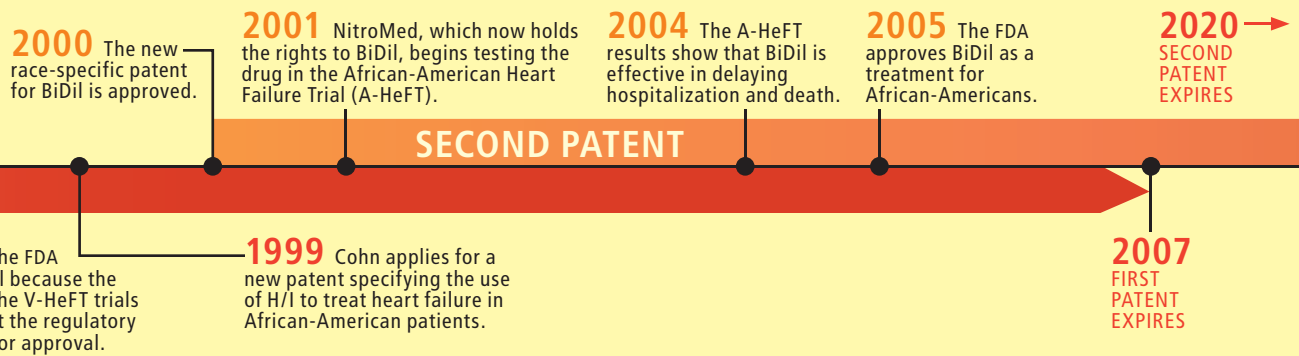 2000 The new
race-specific patent
for BiDil is approved.
2001 NitroMed, which now holds
the rights to BiDil, begins testing the
drug in the African-American Heart
Failure Trial (A-HeFT).
2004 The A-HeFT
results show that BiDil is
effective in delaying
hospitalization and death.
2005 The FDA
approves BiDil as a
treatment for
African-Americans.
2020
SECOND
PATENT
EXPIRES
SECOND PATENT
he FDA
l because the
he V-HeFT trials
t the regulatory
or approval.
1999 Cohn applies for a
new patent specifying the use
of H/I to treat heart failure in
African-American patients.
2007
FIRST
PATENT
EXPIRES